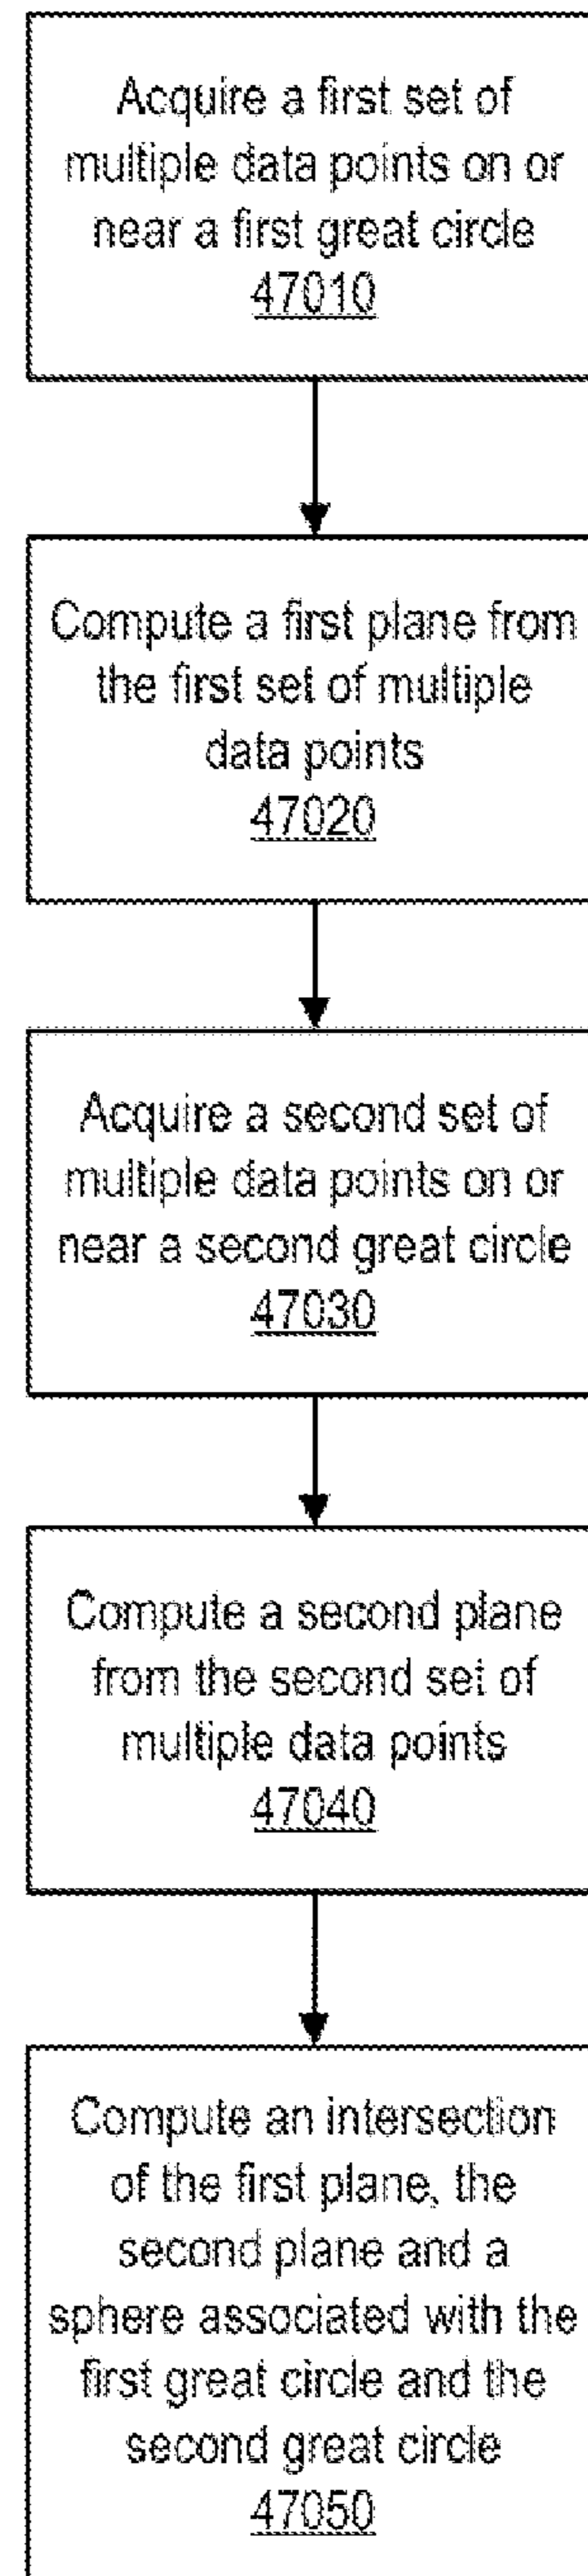 Acquire a first set of
multiple data points on or
near a first great circle
47010
Compute a first plane from
the first set of multiple
data points
47020
Acquire a second set of
multiple data points on or
near a second great circle
47030
Compute a second plane
from the second set of
multiple data points
47040
Compute an intersection
of the first plane, the
second plane and a
sphere associated with the
first great circle and the
second great circle
47050